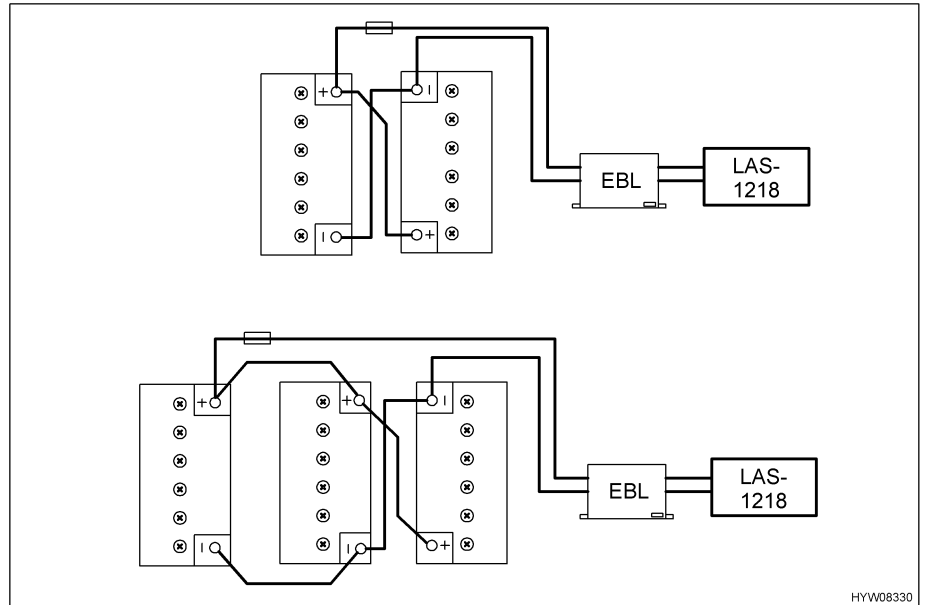 +
I
EBL
LAS-
1218
I
+
+
+
I
EBL
LAS-
1218
I
I
+
HYW08330